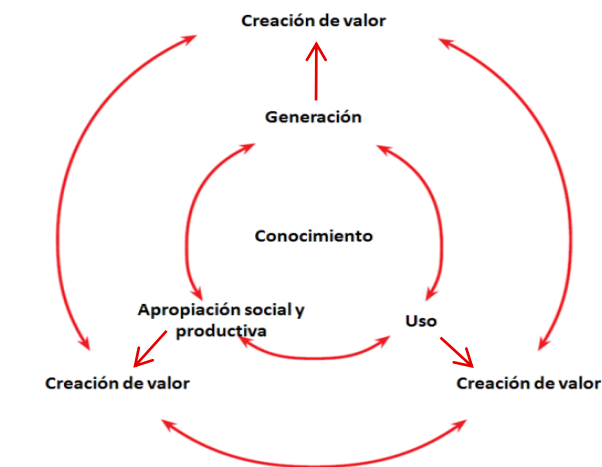 Creación de valor
Generación
Conocimiento
Apropiación social y
productiva
Uso
Creación de valor
Creación de valor